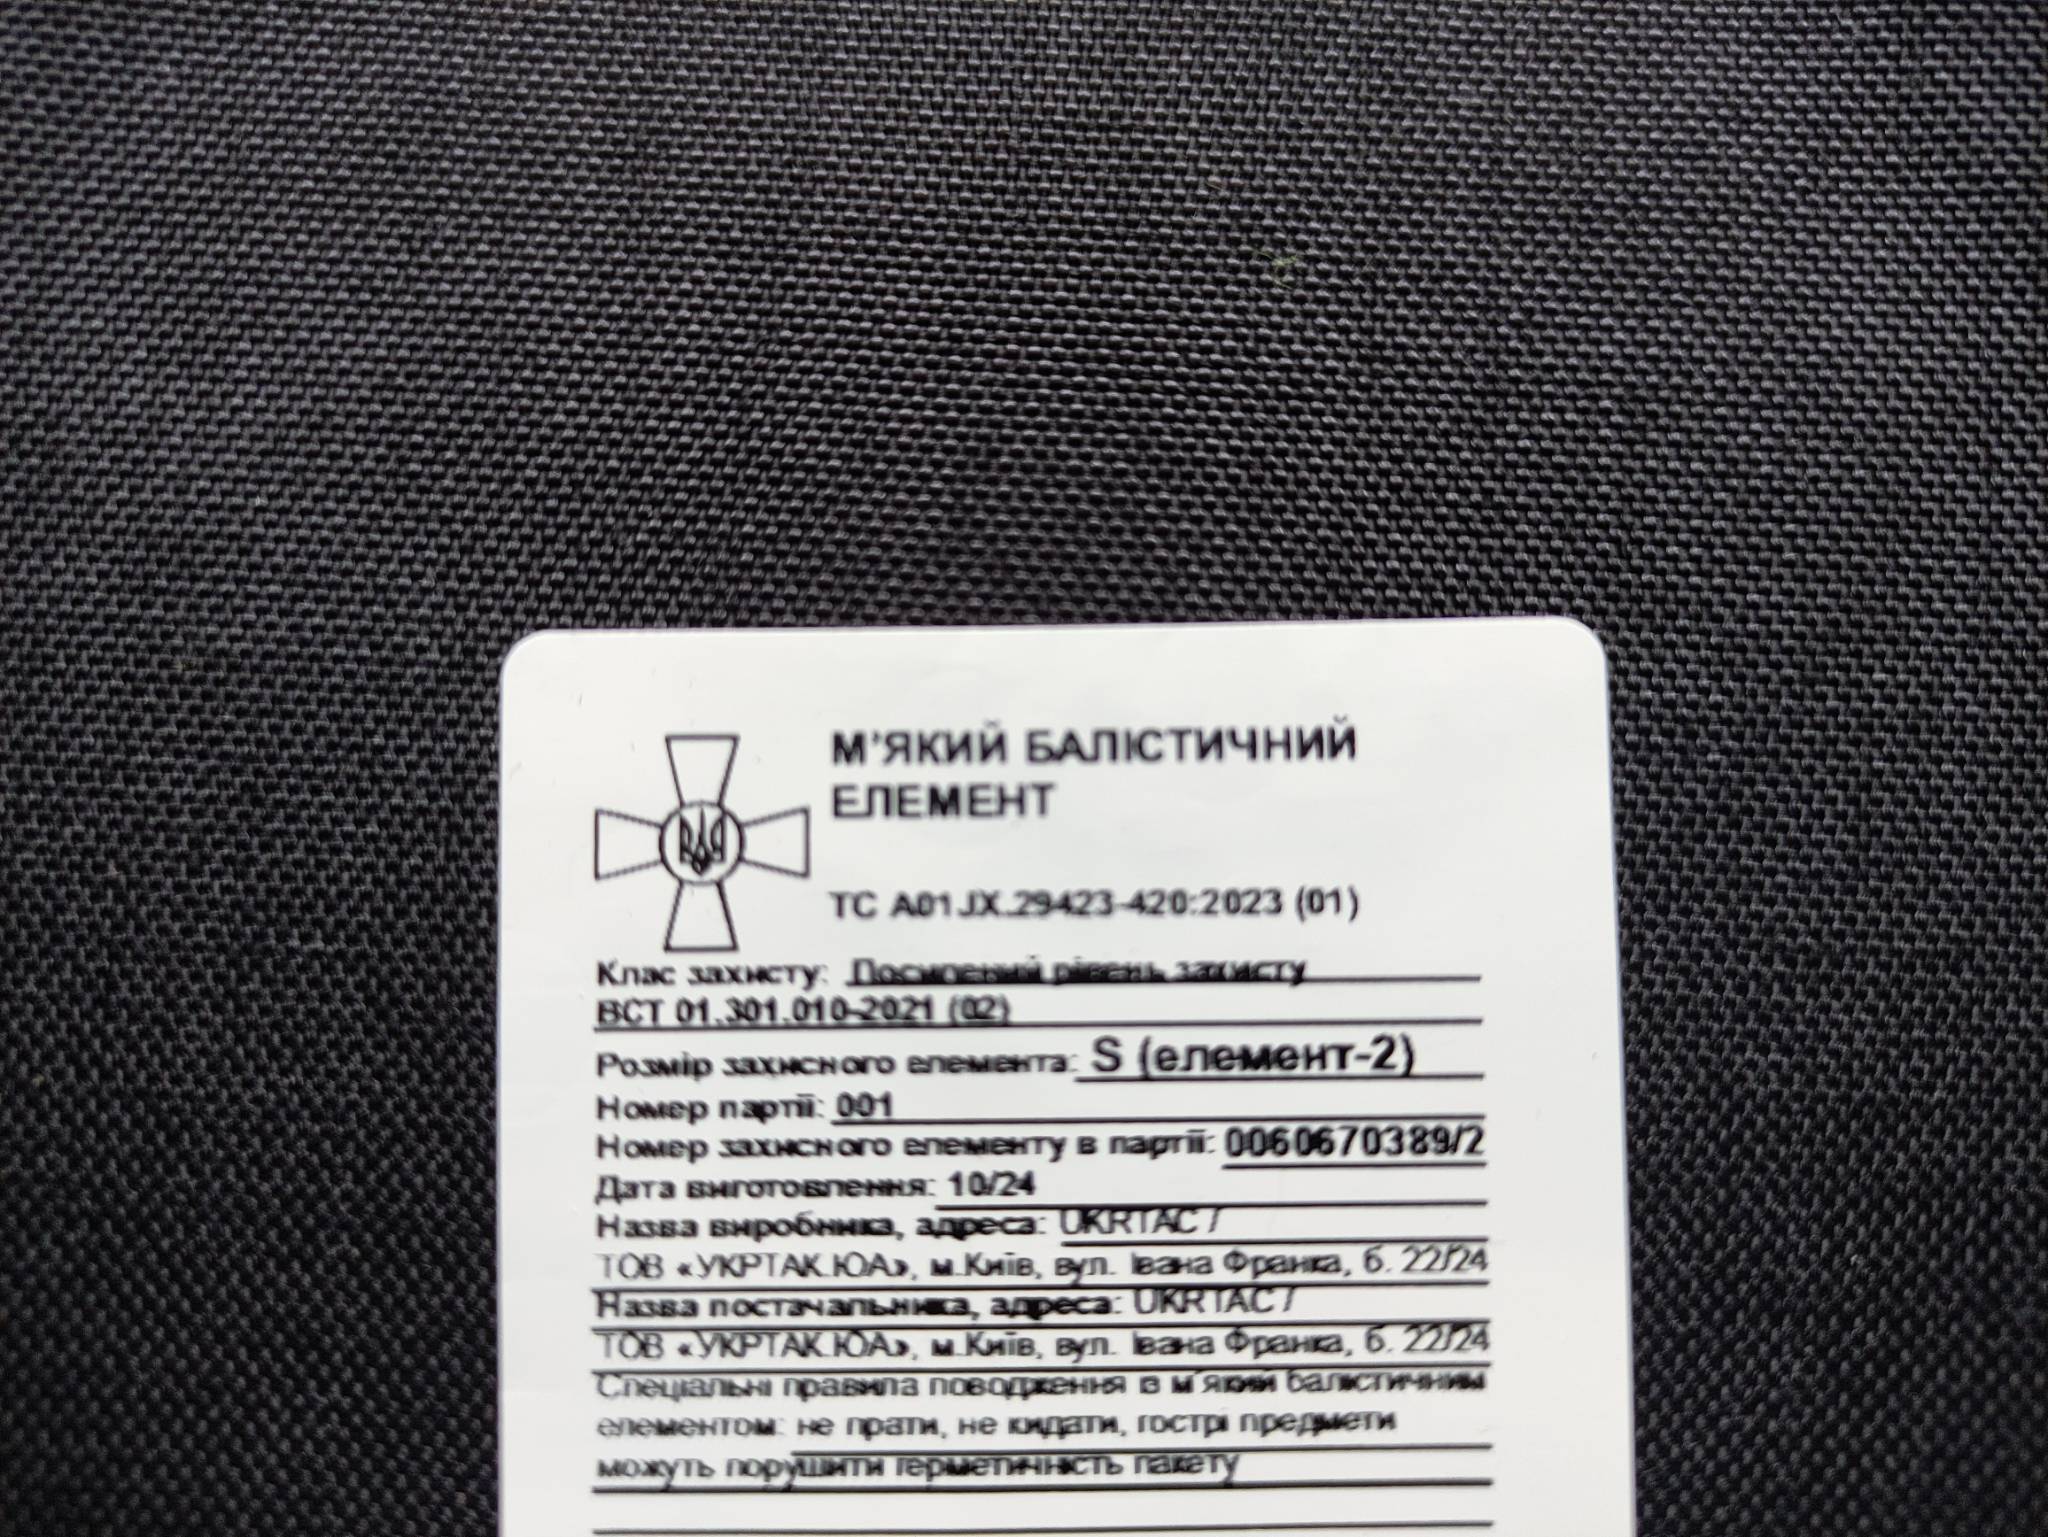 М'ЯКИЙ БАЛІСТИЧНИЙ
ЕЛЕМЕНТ
ТС А01JX.29423-420:2023 (01)
Клас захисту: Посилений рівень захисту
ВСТ 01.301.010-2021 (02)
Розмір захисного елемента: S (елемент-2)
Номер партії: 001
Номер захисного елементу в партії: 0060670389/2
Дата виготовлення: 10/24
Назва виробника, адреса: UKRTAC /
ТОВ «УКРТАК.ЮА», м.Київ, вул. Івана Франка, б. 22/24
Назва постачальника, адреса: UKRTAC /
ТОВ «УКРТАК.ЮА», м.Київ, вул. Івана Франка, б. 22/24
Спеціальні правила поводження із м'яким балістичним
елементом: не прати, не кидати, гострі предмети
можуть порушити герметичність пакету